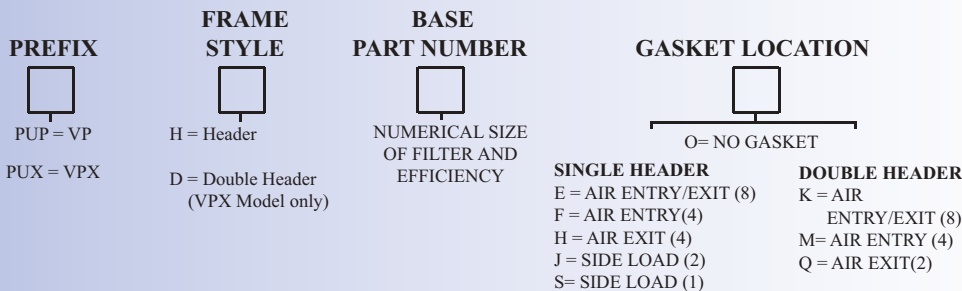 PREFIX
PUP = VP
PUX = VPX
FRAME
STYLE
H = Header
D = Double Header
(VPX Model only)
BASE
PART NUMBER
NUMERICAL SIZE
OF FILTER AND
EFFICIENCY
GASKET LOCATION
O= NO GASKET
SINGLE HEADER
E = AIR ENTRY/EXIT (8)
F = AIR ENTRY(4)
H = AIR EXIT (4)
J = SIDE LOAD (2)
S= SIDE LOAD (1)
DOUBLE HEADER
K = AIR
ENTRY/EXIT (8)
M= AIR ENTRY (4)
Q = AIR EXIT(2)